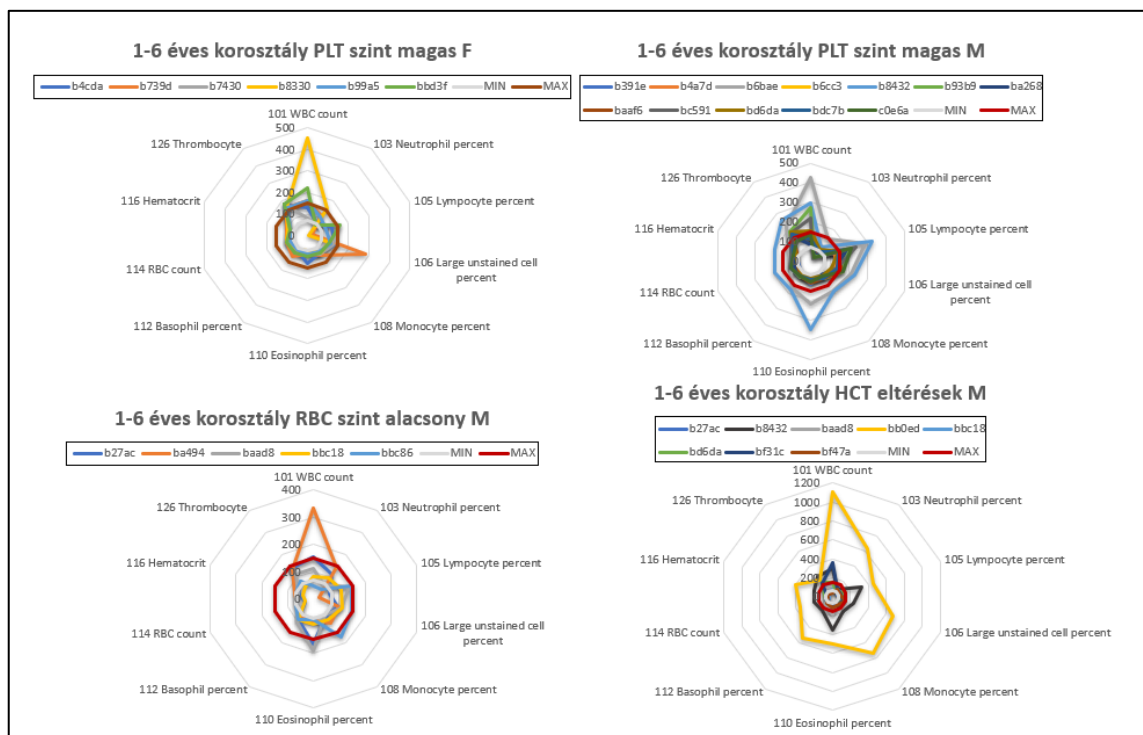 1-6 éves korosztály PLT szint magas F
b4cda b739d b7430 b8330 b99a5 bbd3f MIN MAX
101 WBC count
500
400
300
200
100
0
103 Neutrophil percent
105 Lympocyte percent
106 Large unstained cell
percent
108 Monocyte percent
110 Eosinophil percent
112 Basophil percent
114 RBC count
116 Hematocrit
126 Thrombocyte
1-6 éves korosztály PLT szint magas M
b391e b4a7d b6bae b6cc3 b8432 b93b9 ba268
baaf6 bc591 bd6da bdc7b c0e6a MIN MAX
101 WBC count
500
400
300
200
100
0
103 Neutrophil percent
105 Lympocyte percent
106 Large unstained cell
percent
108 Monocyte percent
110 Eosinophil percent
112 Basophil percent
114 RBC count
116 Hematocrit
126 Thrombocyte
1-6 éves korosztály RBC szint alacsony M
b27ac ba494 baad8 bbc18 bbc86 MIN MAX
101 WBC count
400
300
200
100
0
103 Neutrophil percent
105 Lympocyte percent
106 Large unstained cell
percent
108 Monocyte percent
110 Eosinophil percent
112 Basophil percent
114 RBC count
116 Hematocrit
126 Thrombocyte
1-6 éves korosztály HCT eltérések M
b27ac b8432 baad8 bb0ed bbc18
bd6da bf31c bf47a MIN MAX
101 WBC count
1200
1000
800
600
400
200
0
103 Neutrophil percent
105 Lympocyte percent
106 Large unstained cell percent
108 Monocyte percent
110 Eosinophil percent
112 Basophil percent
114 RBC count
116 Hematocrit
126 Thrombocyte